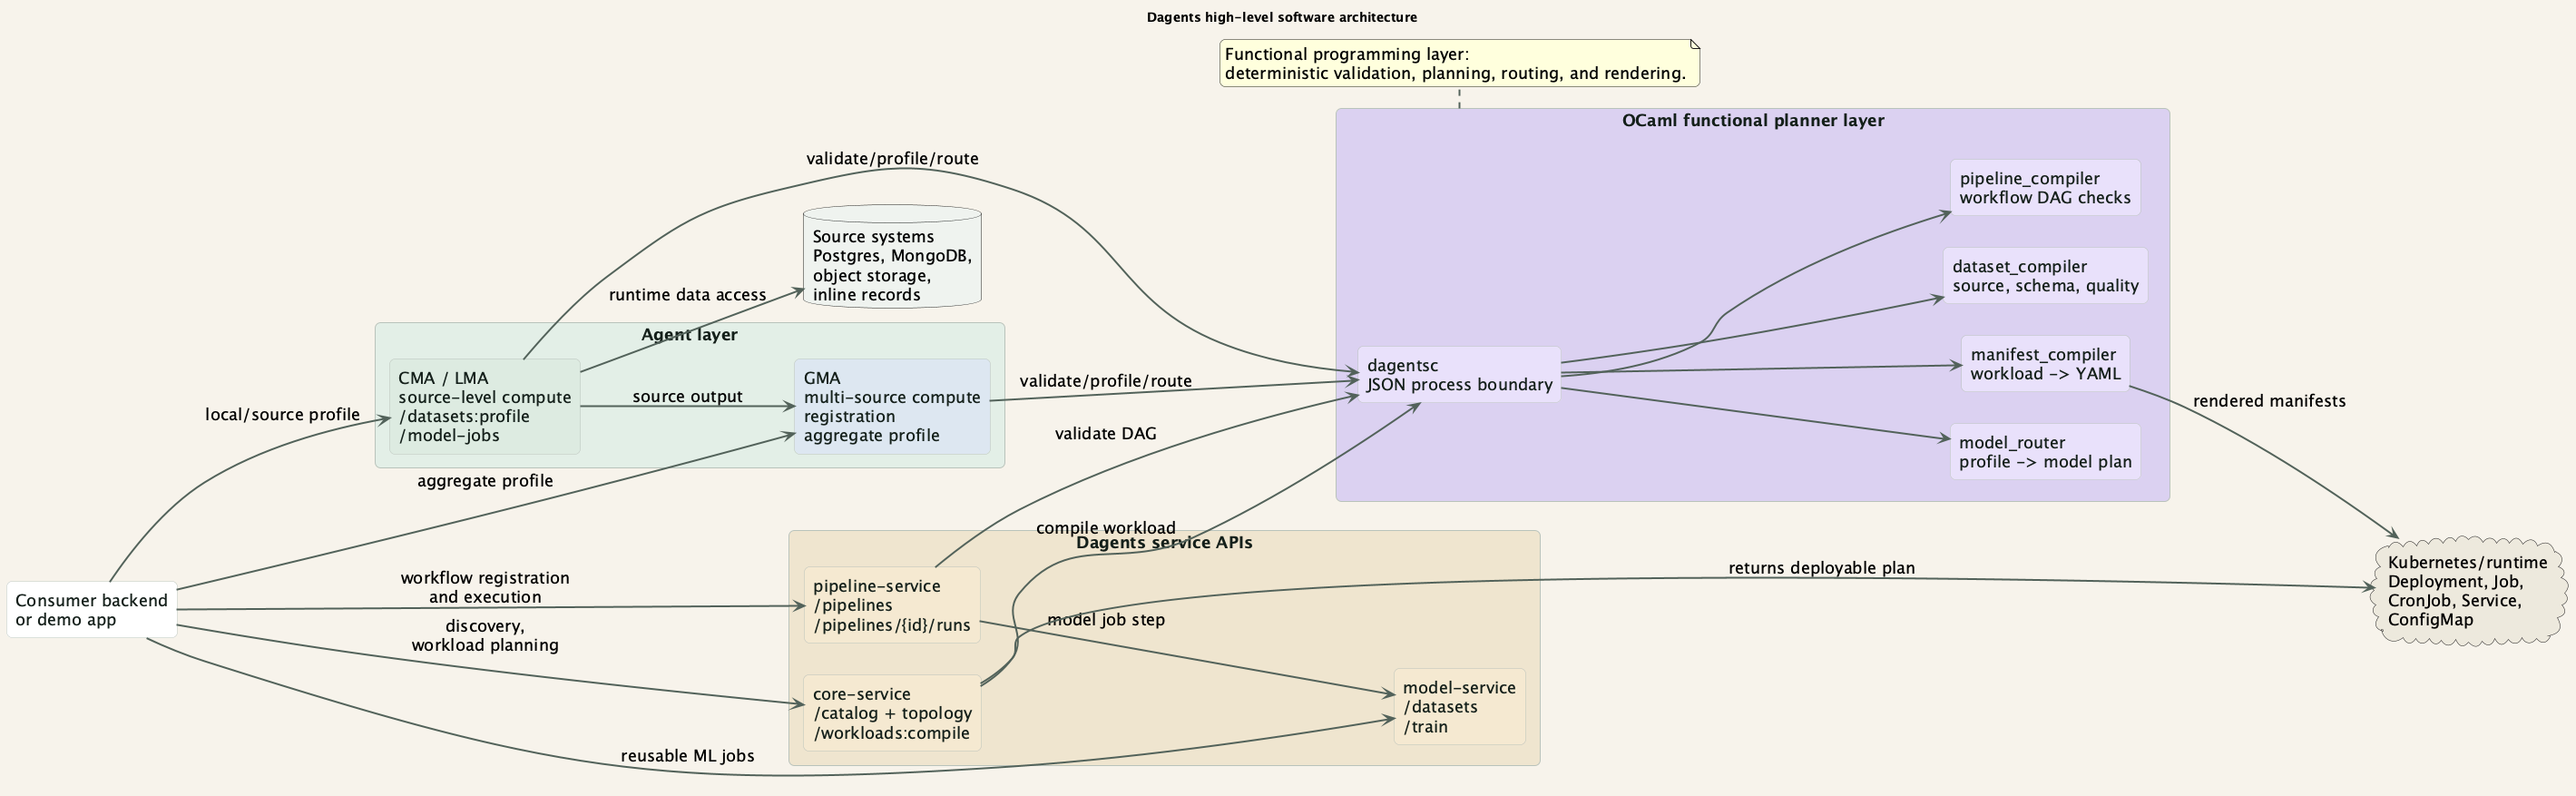 Dagents high-level software architecture
Functional programming layer:
deterministic validation, planning, routing, and rendering.
OCaml functional planner layer
pipeline_compiler
workflow DAG checks
dataset_compiler
source, schema, quality
manifest_compiler
workload -> YAML
model_router
profile -> model plan
dagentsc
JSON process boundary
validate/profile/route
Source systems
Postgres, MongoDB,
object storage,
inline records
runtime data access
Agent layer
CMA / LMA
source-level compute
/datasets:profile
/model-jobs
source output
GMA
multi-source compute
registration
aggregate profile
validate/profile/route
local/source profile
aggregate profile
validate DAG
rendered manifests
compile workload
Dagents service APIs
Consumer backend
or demo app
workflow registration
and execution
discovery,
workload planning
pipeline-service
/pipelines
/pipelines/{id}/runs
model job step
returns deployable plan
Kubernetes/runtime
Deployment, Job,
CronJob, Service,
ConfigMap
core-service
/catalog + topology
/workloads:compile
model-service
/datasets
/train
reusable ML jobs